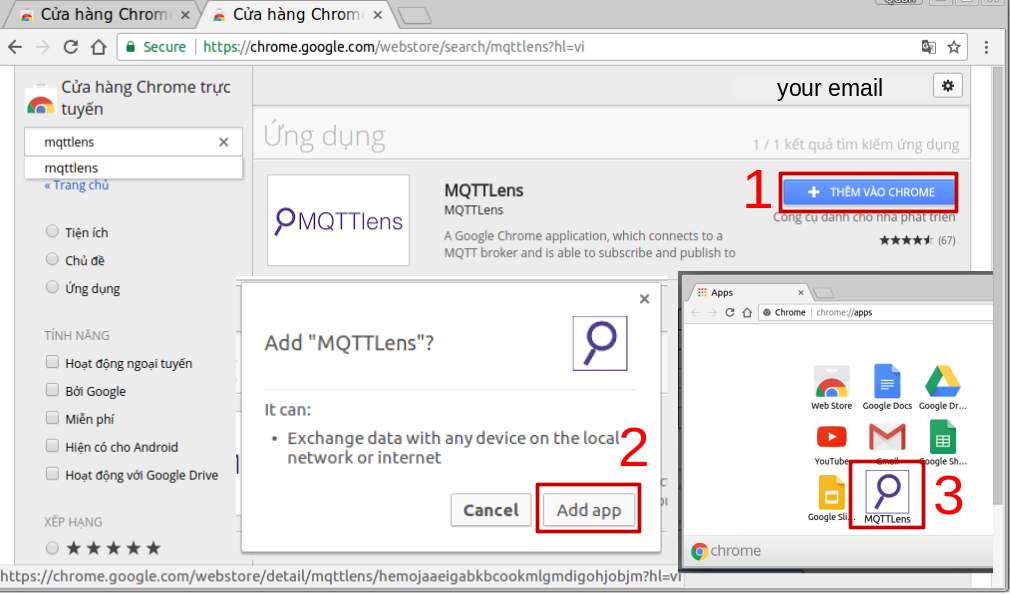 Cửa hàng Chrom
Cửa hàng Chrom
Secure
https://chrome.google.com/webstore/search/mqttlens?hl=vi
Cửa hàng Chrome trực
tuyến
your email
mqttlens
mqttlens
« Trang chủ
Tiện ích
Chủ đề
Ứng dụng
TÍNH NĂNG
Hoạt động ngoại tuyến
Bởi Google
Miễn phí
Hiện có cho Android
Hoạt động với Google Drive
XẾP HẠNG
Ứng dụng
1 / 1 kết quả tìm kiếm ứng dụng
MQTTlens
MQTTLens
MQTTLens
A Google Chrome application, which connects to a
MQTT broker and is able to subscribe and publish to
1
THÊM VÀO CHROME
Công cụ dành cho nhà phát triển
(67)
Add "MQTTLens"?
It can:
• Exchange data with any device on the local
network or internet
2
Cancel
Add app
Apps
Chrome
chrome://apps
Web Store
Google Docs
Google Dr...
YouTube
Gmail
Google Sh...
Google Sli...
MQTTLens
3
chrome
https://chrome.google.com/webstore/detail/mqttlens/hemojaaeigabkbcookmlgmdigohjobjm?hl=vi